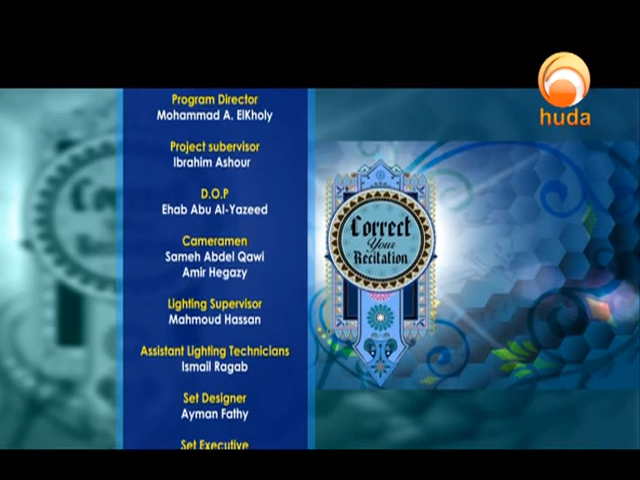 huda
Program Director
Mohammad A. ElKholy
Project subervisor
Ibrahim Ashour
D.O.P
Ehab Abu Al-Yazeed
Cameramen
Sameh Abdel Qawi
Amir Hegazy
Lighting Supervisor
Mahmoud Hassan
Assistant Lighting Technicians
Ismail Ragab
Set Designer
Ayman Fathy
Set Executive
Correct
Your
Recitation